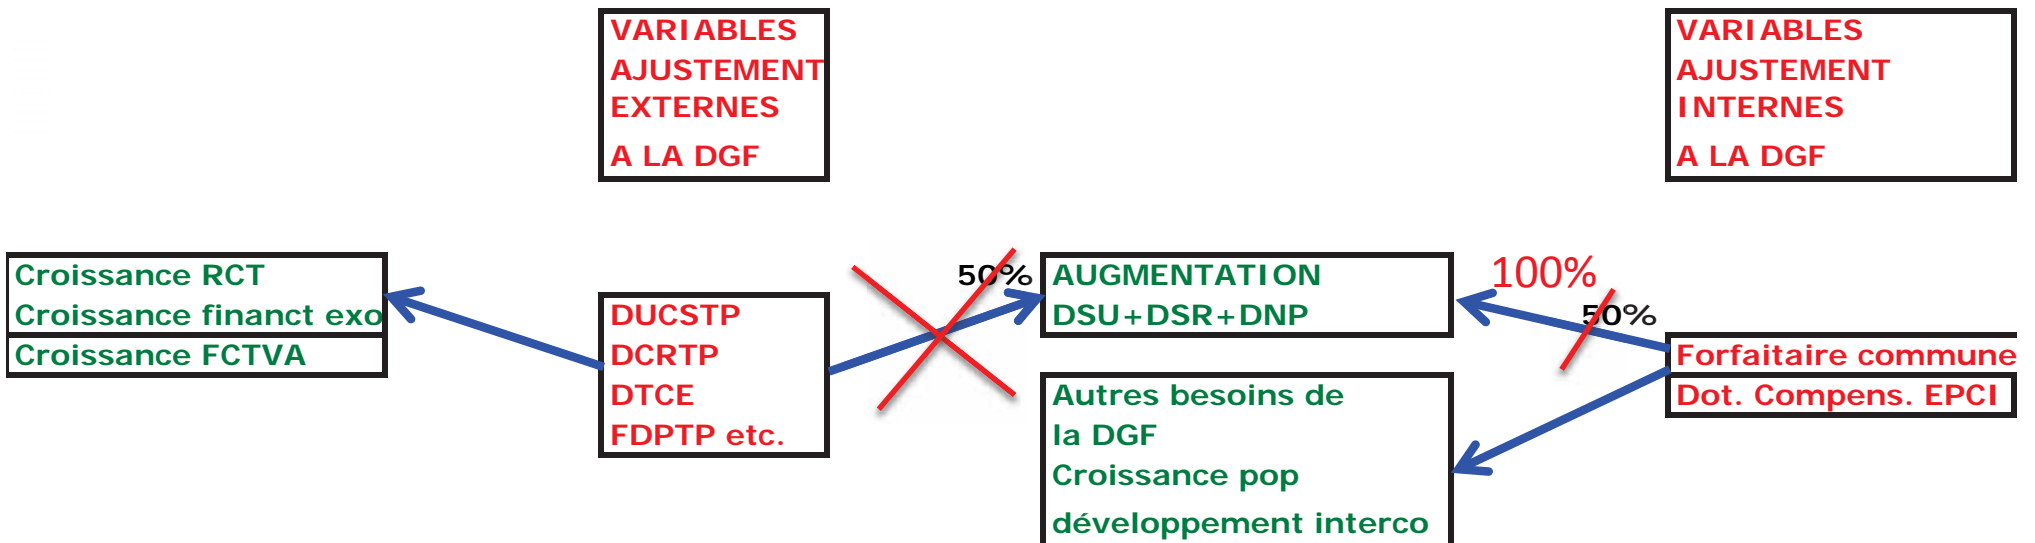 VARIABLES
AJUSTEMENT
EXTERNES
A LA DGF
VARIABLES
AJUSTEMENT
INTERNES
A LA DGF
Croissance RCT
Croissance financt exo
Croissance FCTVA
DUCSTP
DCRTP
DTCE
FDPTP etc.
50%
AUGMENTATION
DSU+DSR+DNP
Autres besoins de
la DGF
Croissance pop
développement interco
100%
50%
Forfaitaire commune
Dot. Compens. EPCI